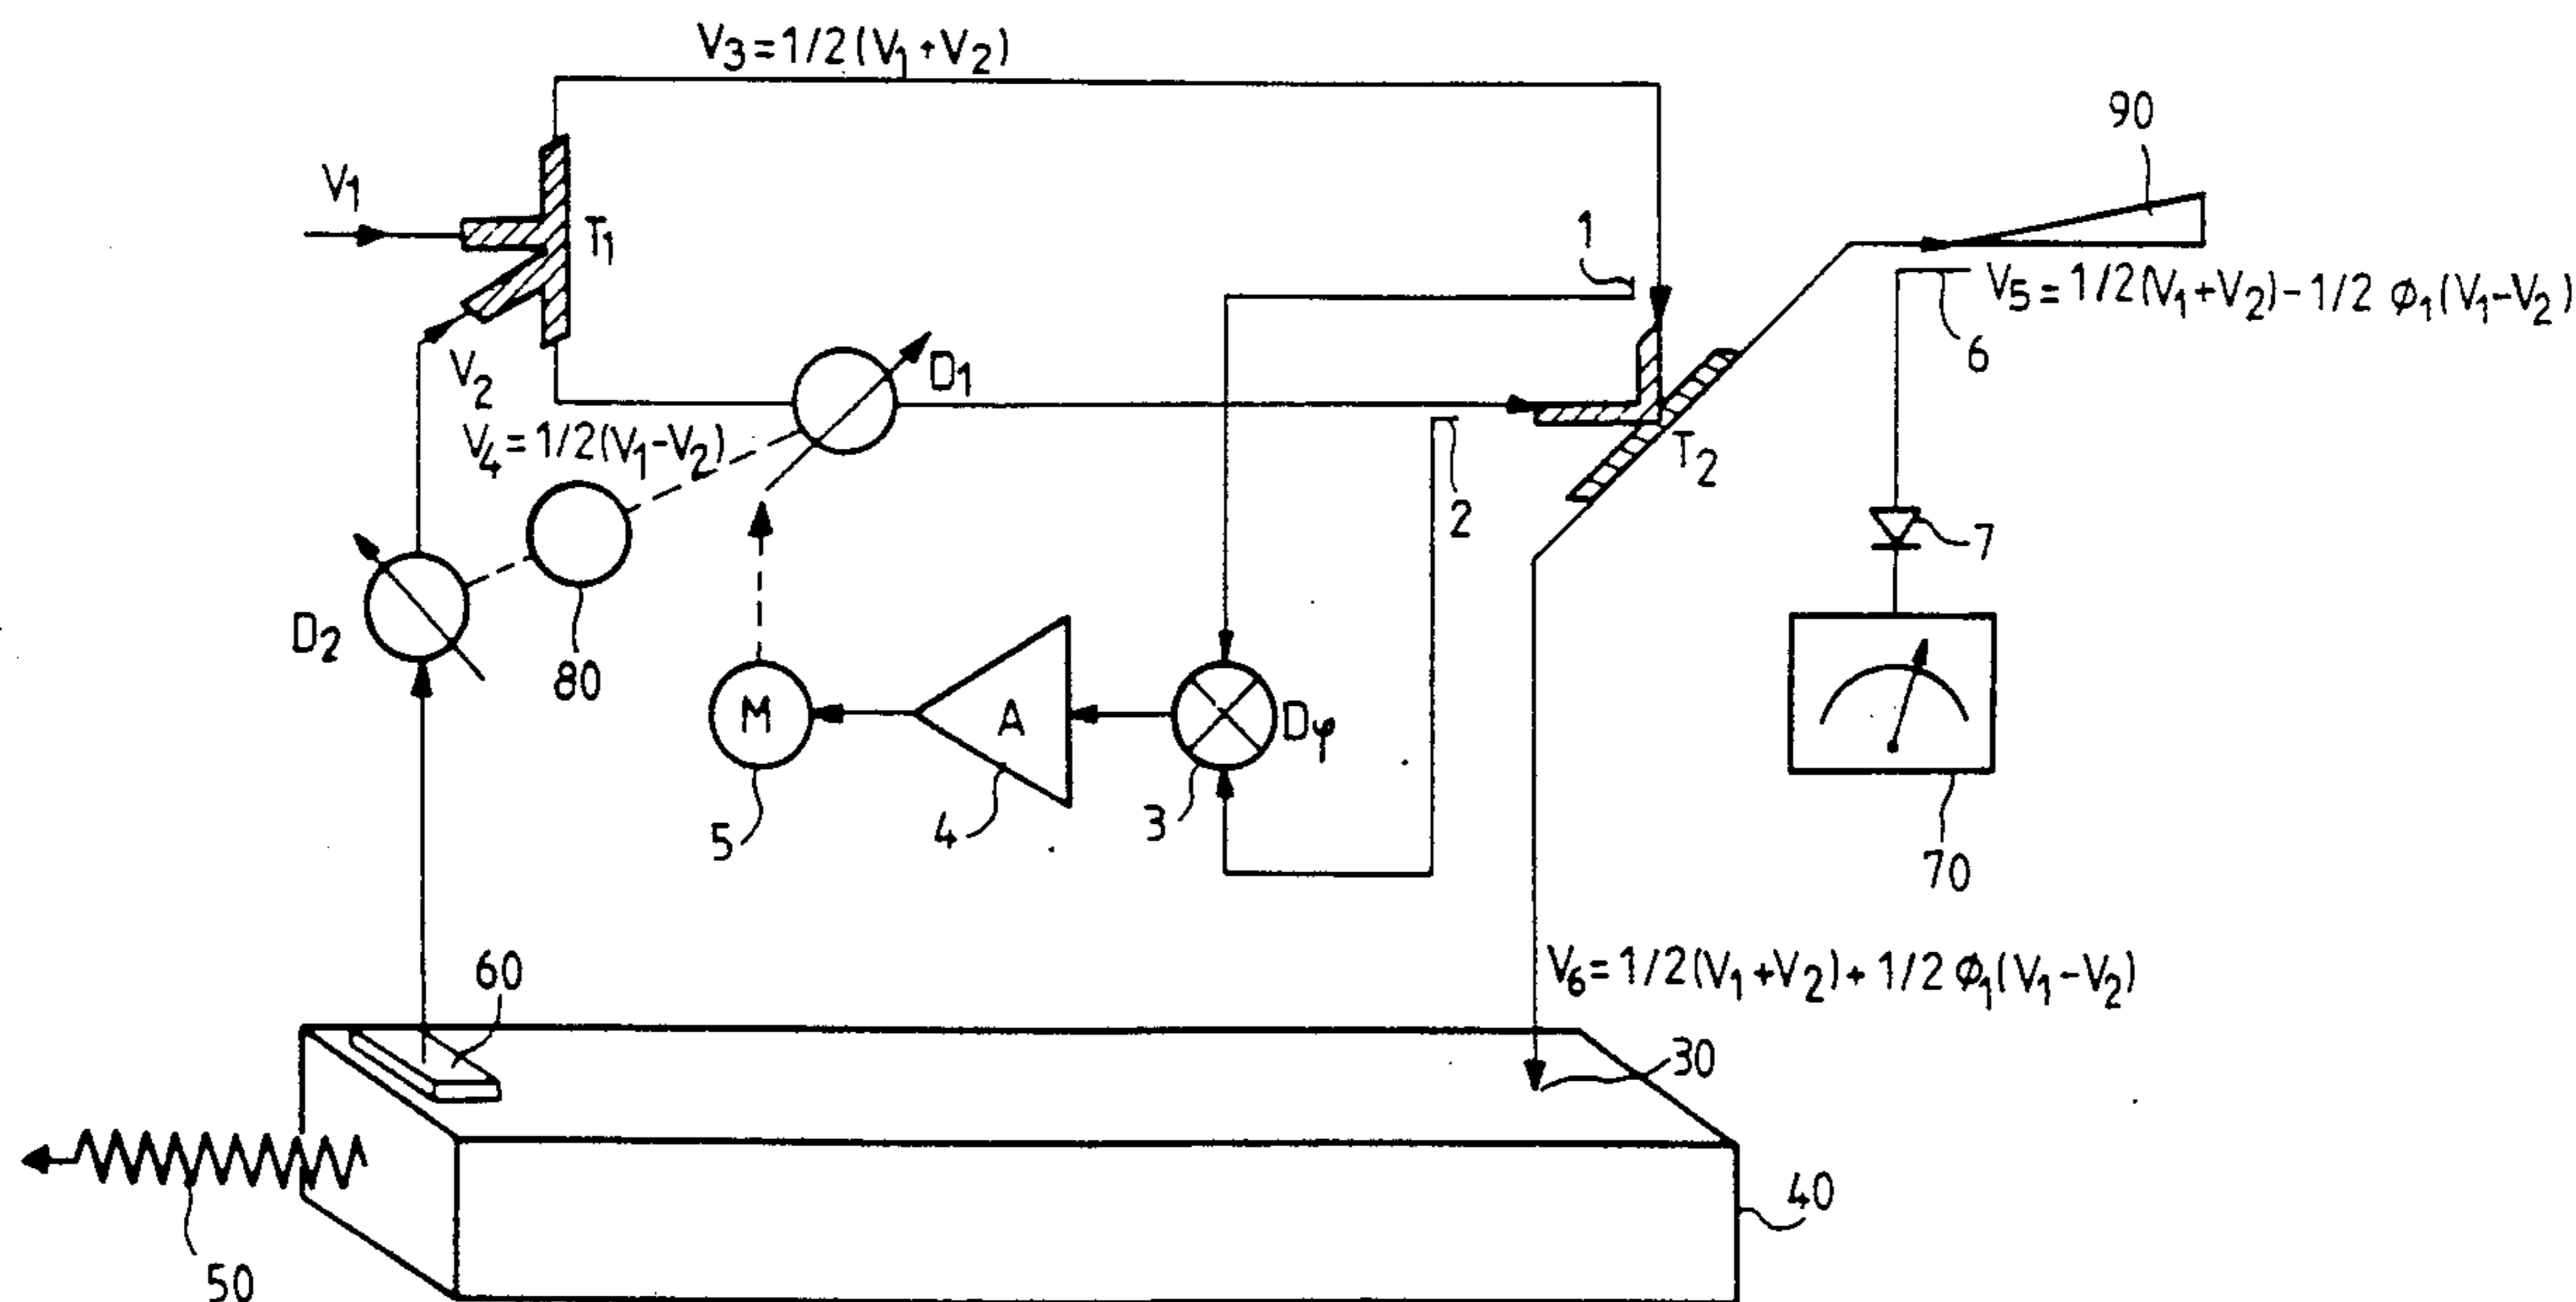 V₃=1/2(V₁+V₂)
90
V₁
T₁
1
V₅=1/2(V₁+V₂)-1/2 ϕ₁(V₁-V₂)
6
D₁
V₂
V₄=1/2(V₁-V₂)
T₂
2
7
D₂
80
M
A
Dφ
5
4
3
70
V₆=1/2(V₁+V₂)+1/2 ϕ₁(V₁-V₂)
60
30
40
50